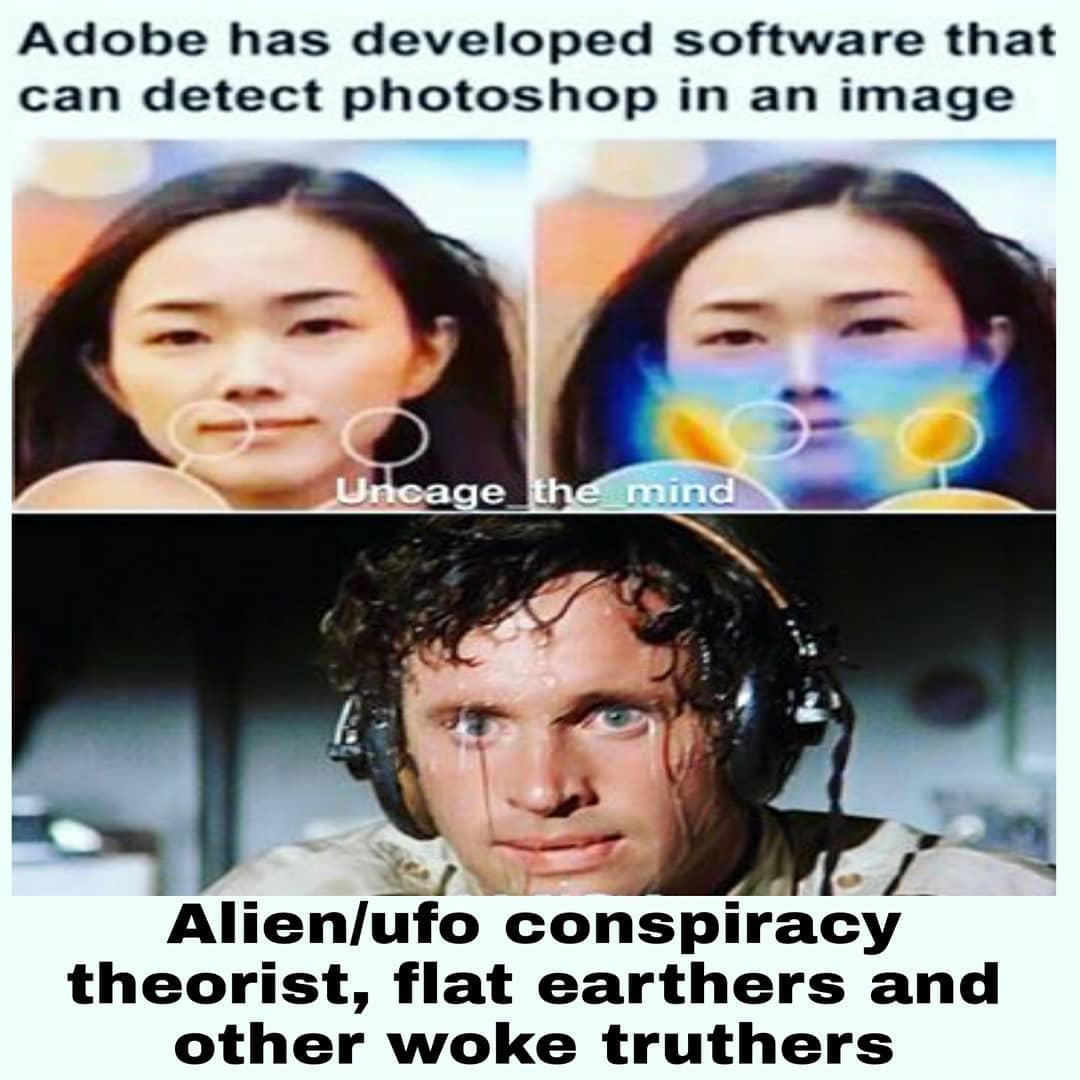 Adobe has developed software that
can detect photoshop in an image
Uncage_the_mind
Alien/ufo conspiracy
theorist, flat earthers and
other woke truthers